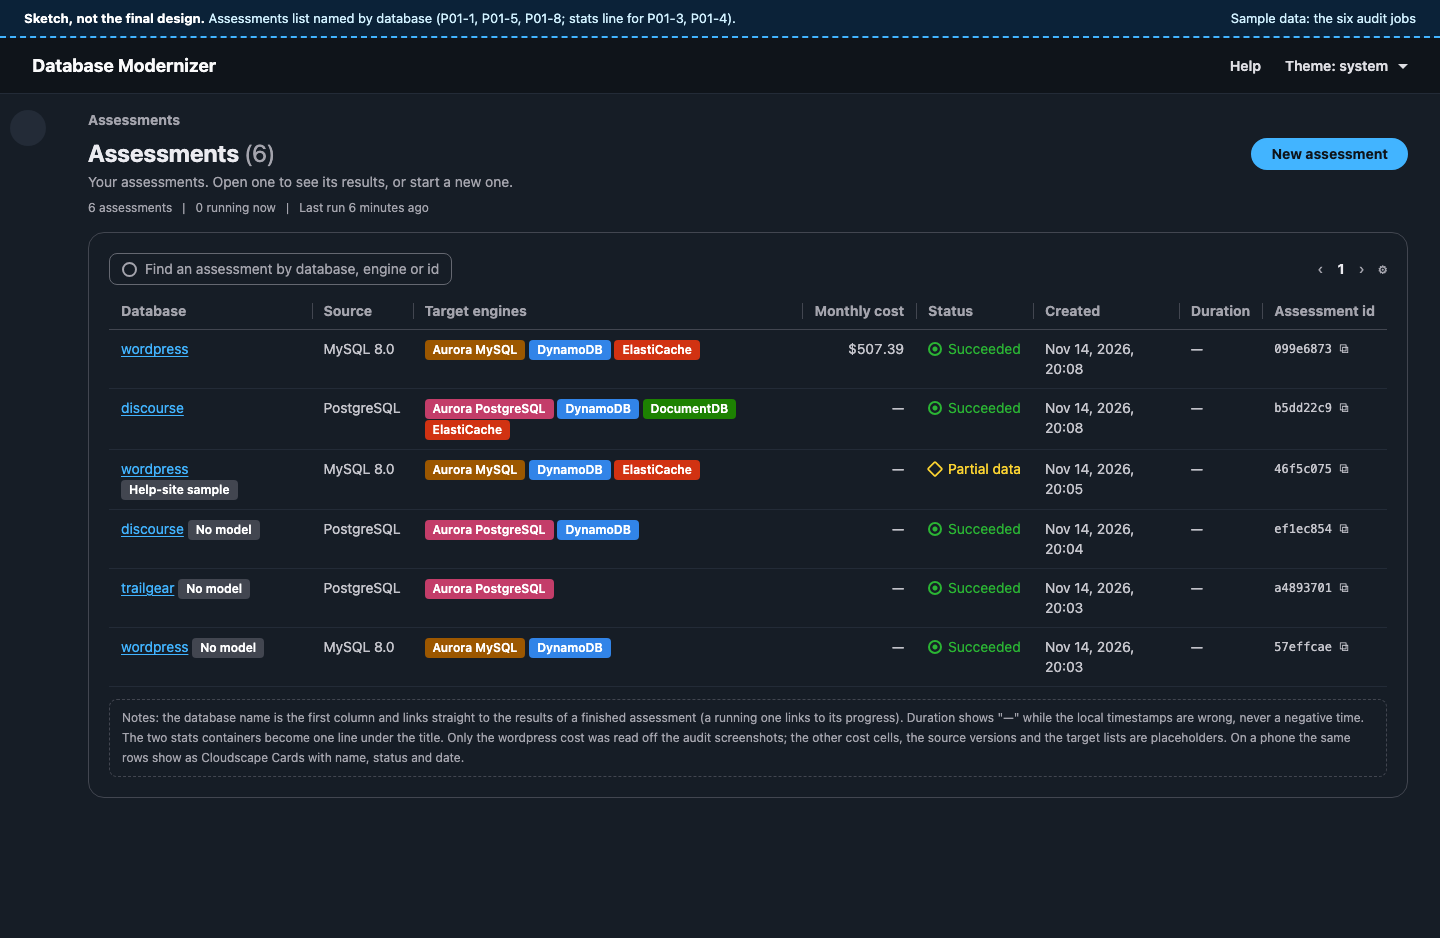 Sketch, not the final design. Assessments list named by database (P01-1, P01-5, P01-8; stats line for P01-3, P01-4).
Sample data: the six audit jobs
Database Modernizer
Help
Theme: system
Assessments
Assessments (6)
New assessment
Your assessments. Open one to see its results, or start a new one.
6 assessments | 0 running now | Last run 6 minutes ago
Find an assessment by database, engine or id
‹ 1 ›
Database Source Target engines Monthly cost Status Created Duration Assessment id
wordpress MySQL 8.0 Aurora MySQL DynamoDB ElastiCache $507.39 Succeeded Nov 14, 2026, — 099e6873
20:08
discourse PostgreSQL Aurora PostgreSQL DynamoDB DocumentDB — Succeeded Nov 14, 2026, — b5dd22c9
ElastiCache 20:08
wordpress MySQL 8.0 Aurora MySQL DynamoDB ElastiCache — Partial data Nov 14, 2026, — 46f5c075
Help-site sample 20:05
discourse No model PostgreSQL Aurora PostgreSQL DynamoDB — Succeeded Nov 14, 2026, — ef1ec854
20:04
trailgear No model PostgreSQL Aurora PostgreSQL — Succeeded Nov 14, 2026, — a4893701
20:03
wordpress No model MySQL 8.0 Aurora MySQL DynamoDB — Succeeded Nov 14, 2026, — 57effcae
20:03
Notes: the database name is the first column and links straight to the results of a finished assessment (a running one links to its progress). Duration shows "—" while the local timestamps are wrong, never a negative time.
The two stats containers become one line under the title. Only the wordpress cost was read off the audit screenshots; the other cost cells, the source versions and the target lists are placeholders. On a phone the same
rows show as Cloudscape Cards with name, status and date.